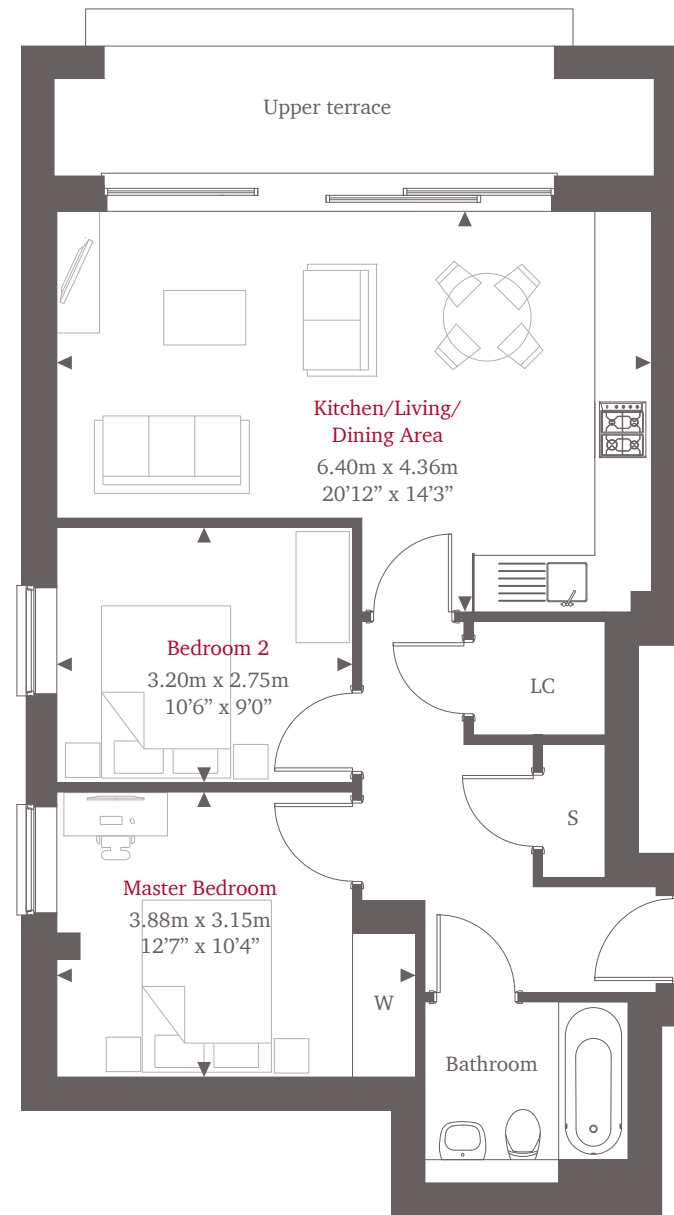 Upper terrace
Kitchen/Living/
Dining Area
6.40m x 4.36m
20’12” x 14’3”
Bedroom 2
3.20m x 2.75m
10’6” x 9’0”
LC
S
Master Bedroom
3.88m x 3.15m
12’7” x 10’4”
W
Bathroom